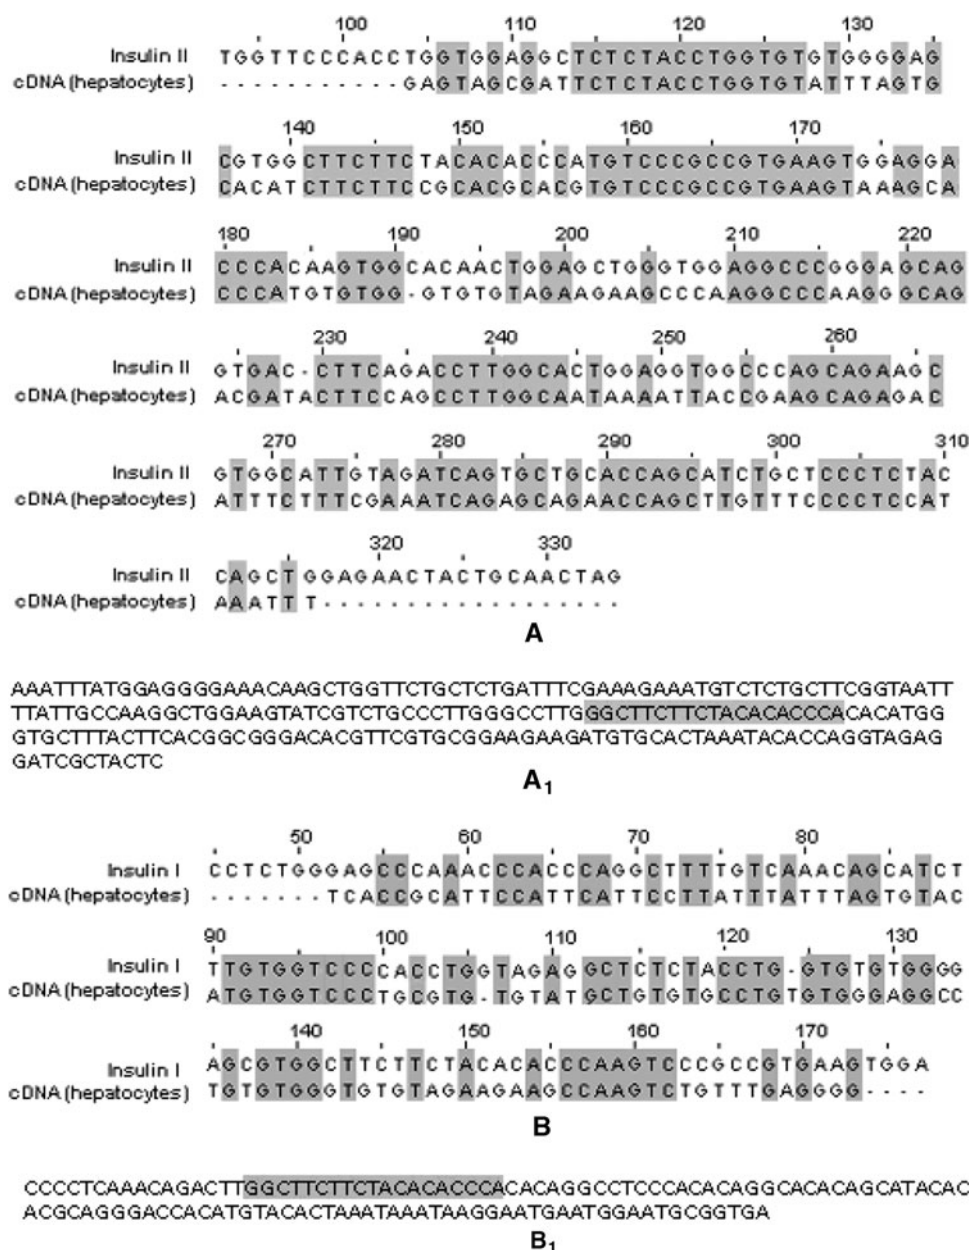 100 110 120 130
Insulin II TGGTTCCCACCTGGTGGAGGCTCTCTACCTGGTGTGTGGGGAG
cDNA (hepatocytes) -----------GAGTAGCGATTCTCTACCTGGTGTATTTAGTG
140 150 160 170
Insulin II CGTGGCTTCTTCTACACACCCATGTCCCGCCGTGAAGTGGAGGA
cDNA (hepatocytes) CACATCTTCTTCCGCACGCACGTGTCCCGCCGTGAAGTAAAGCA
180 190 200 210 220
Insulin II CCCACAAGTGGCACAACTGGAGCTGGGTGGAGGCCCGGGAGCAG
cDNA (hepatocytes) CCCATGTGTGG-GTGTGTAGAAGAAGCCCAAGGCCCAAGGGCAG
230 240 250 260
Insulin II GTGAC-CTTCAGACCTTGGCACTGGAGGTGGCCCAGCAGAAGC
cDNA (hepatocytes) ACGATACTTCCAGCCTTGGCAATAAAATTACCGAAGCAGAGAC
270 280 290 300 310
Insulin II GTGGCATTGTAGATCAGTGCTGCACCAGCATCTGCTCCCTCTAC
cDNA (hepatocytes) ATTTCTTTCGAAATCAGAGCAGAACCAGCTTGTTTCCCCTCCAT
320 330
Insulin II CAGCTGGAGAACTACTGCAACTAG
cDNA (hepatocytes) AAATTT------------------
A
AAATTTATGGAGGGGAAACAAGCTGGTTCTGCTCTGATTTCGAAAGAAATGTCTCTGCTTCGGTAATT
TTATTGCCAAGGCTGGAAGTATCGTCTGCCCTTGGGCCTTGGGCTTCTTCTACACACCCACACATGG
GTGCTTTACTTCACGGCGGGACACGTTCGTGCGGAAGAAGATGTGCACTAAATACACCAGGTAGAG
GATCGCTACTC
A1
50 60 70 80
Insulin I CCTCTGGGAGCCCAAACCCACCCAGGCTTTTGTCAAACAGCATCT
cDNA (hepatocytes) -------TCACCGCATTCCATTCATTCCTTATTTATTTAGTGTAC
90 100 110 120 130
Insulin I TTGTGGTCCCCACCTGGTAGAGGCTCTCTACCTG-GTGTGTGGGG
cDNA (hepatocytes) ATGTGGTCCCTGCGTG-TGTATGCTGTGTGCCTGTGTGGGAGGCC
140 150 160 170
Insulin I AGCGTGGCTTCTTCTACACACCCAAGTCCCGCCGTGAAGTGGA
cDNA (hepatocytes) TGTGTGGGTGTGTAGAAGAAGCCCAAGTCTGTTTGAGGGG----
B
CCCCTCAAACAGACTTGGCTTCTTCTACACACCCACACAGGCCTCCCACACAGGCACACAGCATACAC
ACGCAGGGACCACATGTACACTAAATAAATAAGGAATGAATGGAATGCGGTGA
B1